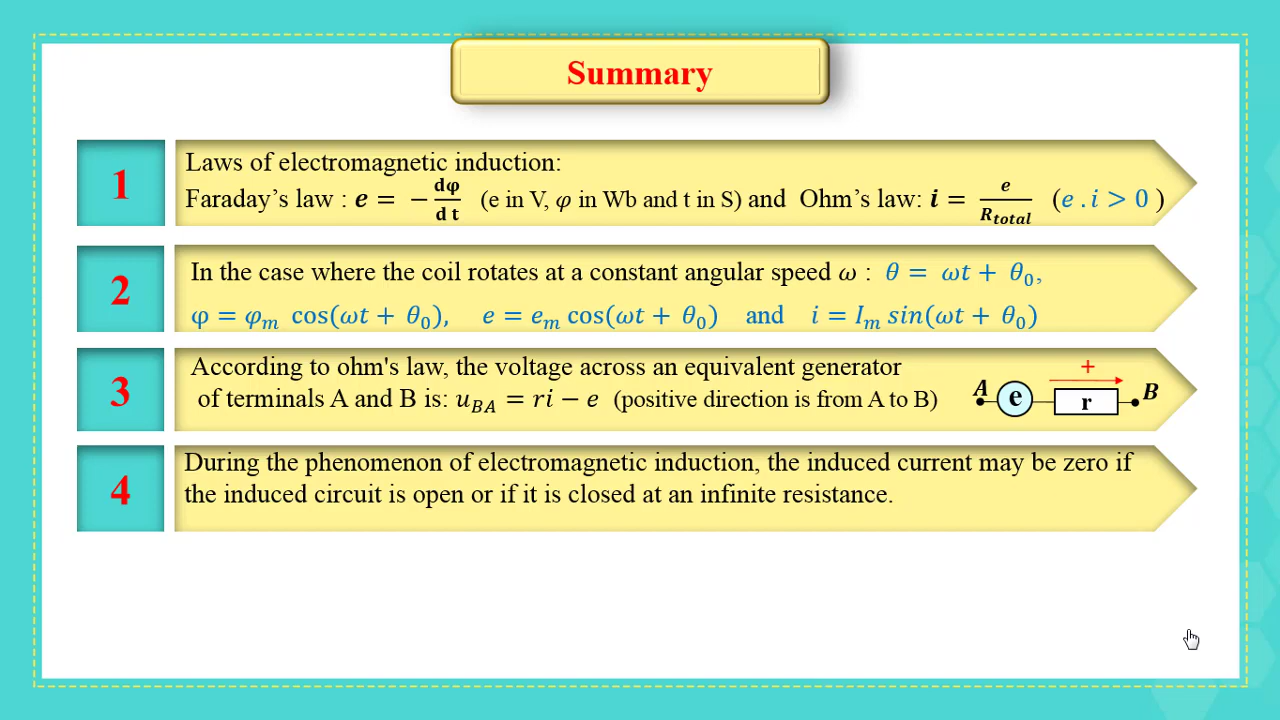 Summary
1
Laws of electromagnetic induction:
Faraday’s law : e = −dφ/d t (e in V, φ in Wb and t in S) and Ohm’s law: i = e/R_total (e . i > 0 )
2
In the case where the coil rotates at a constant angular speed ω : θ = ωt + θ₀,
φ = φₘ cos(ωt + θ₀), e = eₘ cos(ωt + θ₀) and i = Iₘ sin(ωt + θ₀)
3
According to ohm's law, the voltage across an equivalent generator
of terminals A and B is: u_BA = ri − e (positive direction is from A to B)
+
A e r B
4
During the phenomenon of electromagnetic induction, the induced current may be zero if
the induced circuit is open or if it is closed at an infinite resistance.